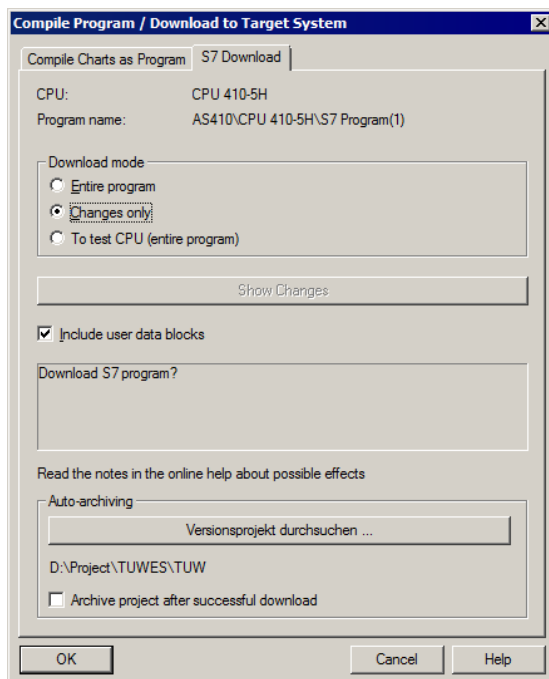 Compile Program / Download to Target System
Compile Charts as Program
S7 Download
CPU: CPU 410-5H
Program name: AS410\CPU 410-5H\S7 Program(1)
Download mode
Entire program
Changes only
To test CPU (entire program)
Show Changes
Include user data blocks
Download S7 program?
Read the notes in the online help about possible effects
Auto-archiving
Versionsprojekt durchsuchen ...
D:\Project\TUWES\TUW
Archive project after successful download
OK Cancel Help